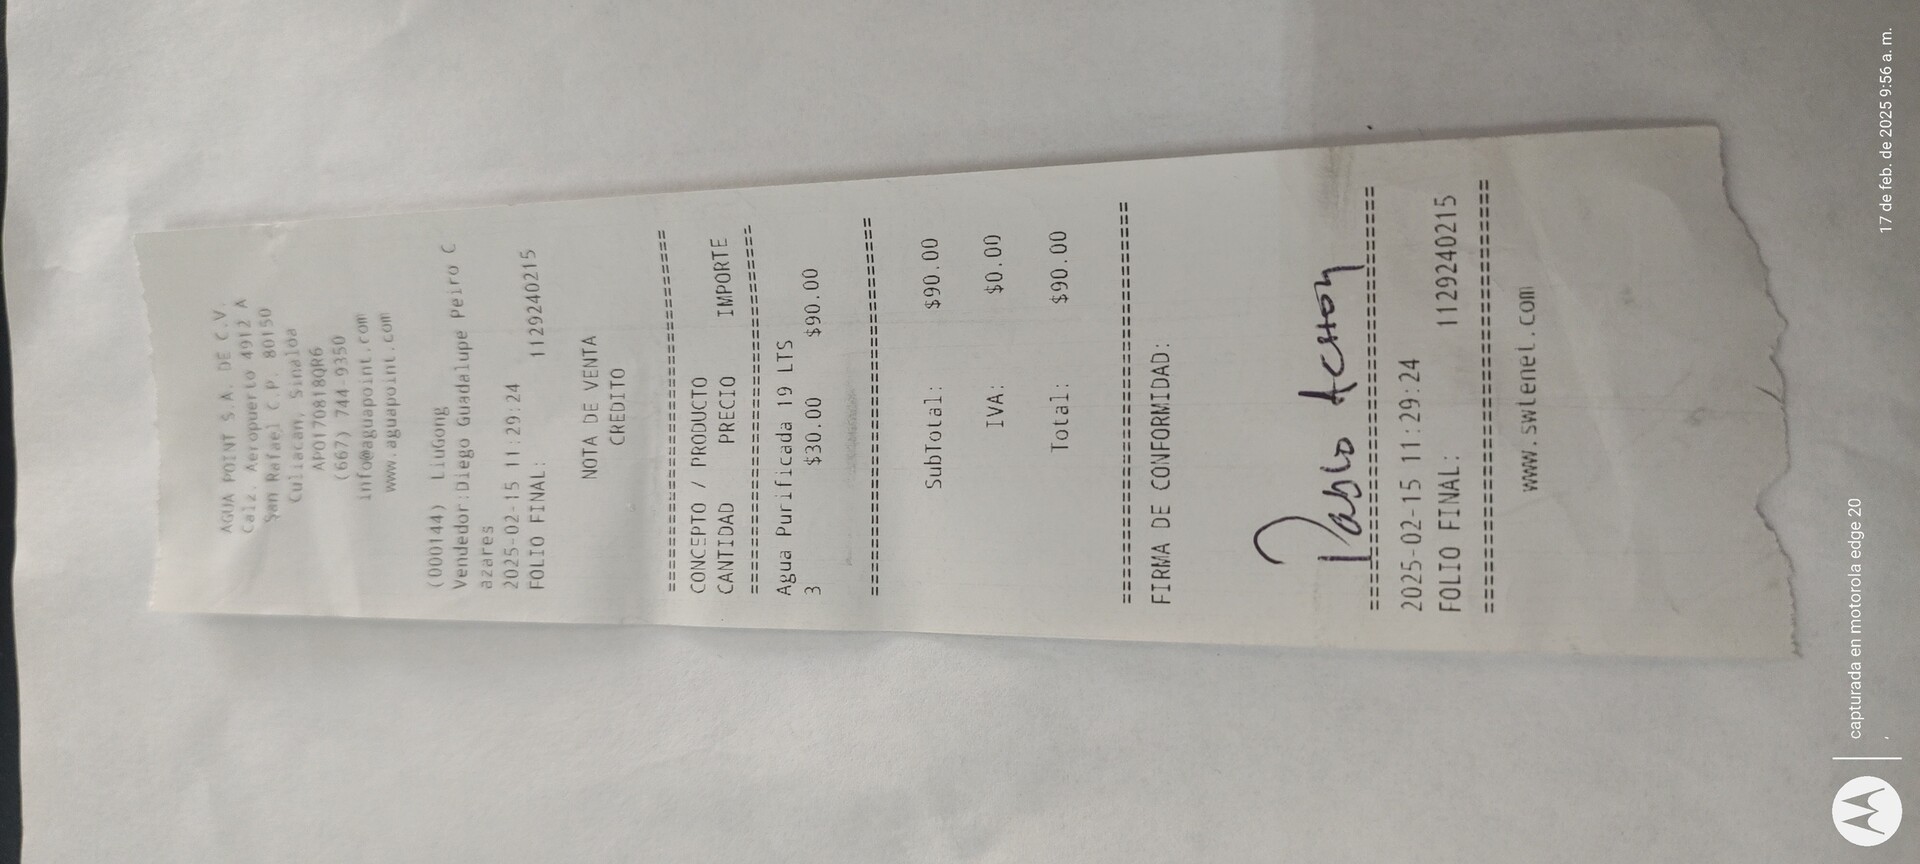 AGUA POINT S.A. DE C.V.
Calz. Aeropuerto 4912 A
San Rafael C.P. 80150
Culiacan, Sinaloa
APO170818QR6
(667) 744-9350
info@aguapoint.com
www.aguapoint.com
(000144) LiuGong
Vendedor:Diego Guadalupe Peiro C
azares
2025-02-15 11:29:24
FOLIO FINAL: 1129240215
NOTA DE VENTA
CREDITO
================================
CONCEPTO / PRODUCTO
CANTIDAD PRECIO IMPORTE
================================
Agua Purificada 19 LTS
3 $30.00 $90.00
================================
SubTotal: $90.00
IVA: $0.00
Total: $90.00
================================
FIRMA DE CONFORMIDAD:
Pablo
================================
2025-02-15 11:29:24
FOLIO FINAL: 1129240215
================================
www.swlenel.com
capturada en motorola edge 20
17 de feb. de 2025 9:56 a. m.